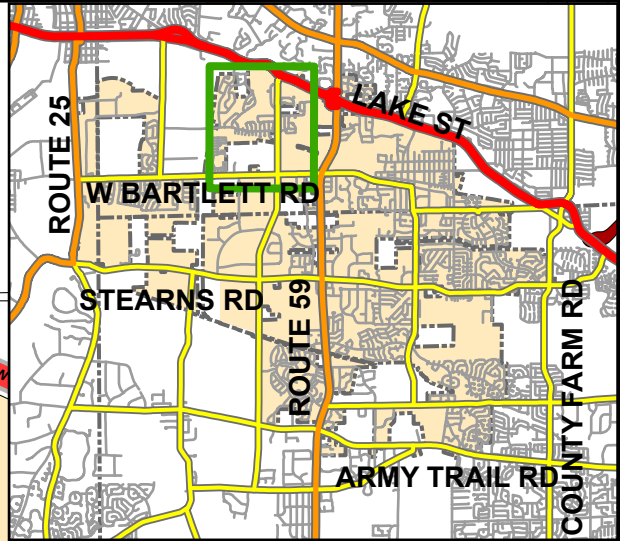 LAKE ST
ROUTE 25
W BARTLETT RD
STEARNS RD
ROUTE 59
COUNTY FARM RD
ARMY TRAIL RD